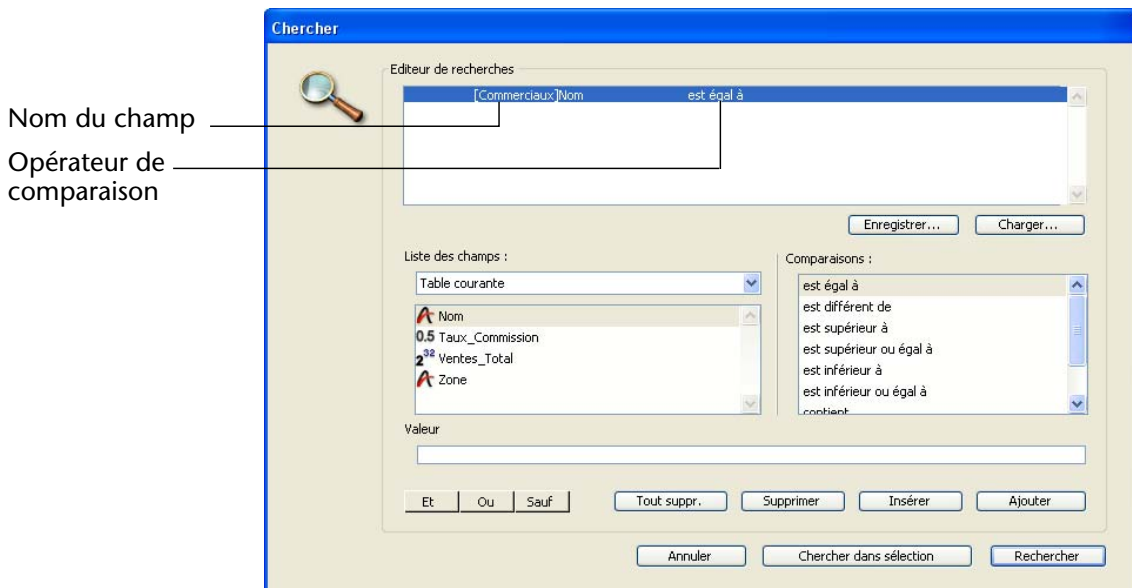 Chercher
Editeur de recherches
[Commerciaux]Nom est égal à
Nom du champ
Opérateur de
comparaison
Enregistrer... Charger...
Liste des champs : Comparaisons :
Table courante
Nom
0.5 Taux_Commission
2³² Ventes_Total
Zone
est égal à
est différent de
est supérieur à
est supérieur ou égal à
est inférieur à
est inférieur ou égal à
contient
Valeur
Et Ou Sauf Tout suppr. Supprimer Insérer Ajouter
Annuler Chercher dans sélection Rechercher